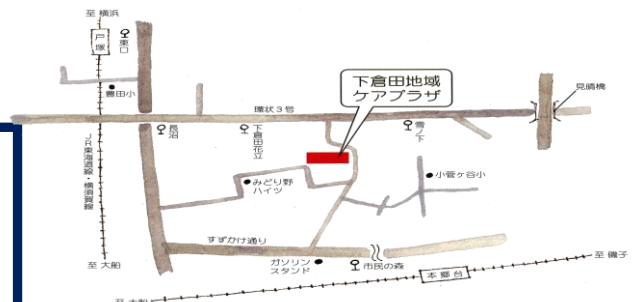 至 横浜
戸塚
東口
豊田小
下倉田地域
ケアプラザ
見晴橋
環状3号
長沼
下倉田花立
雪ノ下
JR東海道線・横須賀線
みどり野
ハイツ
小菅ヶ谷小
すずかけ通り
至 大船
ガソリン
スタンド
市民の森
本郷台
至 磯子
至 大船